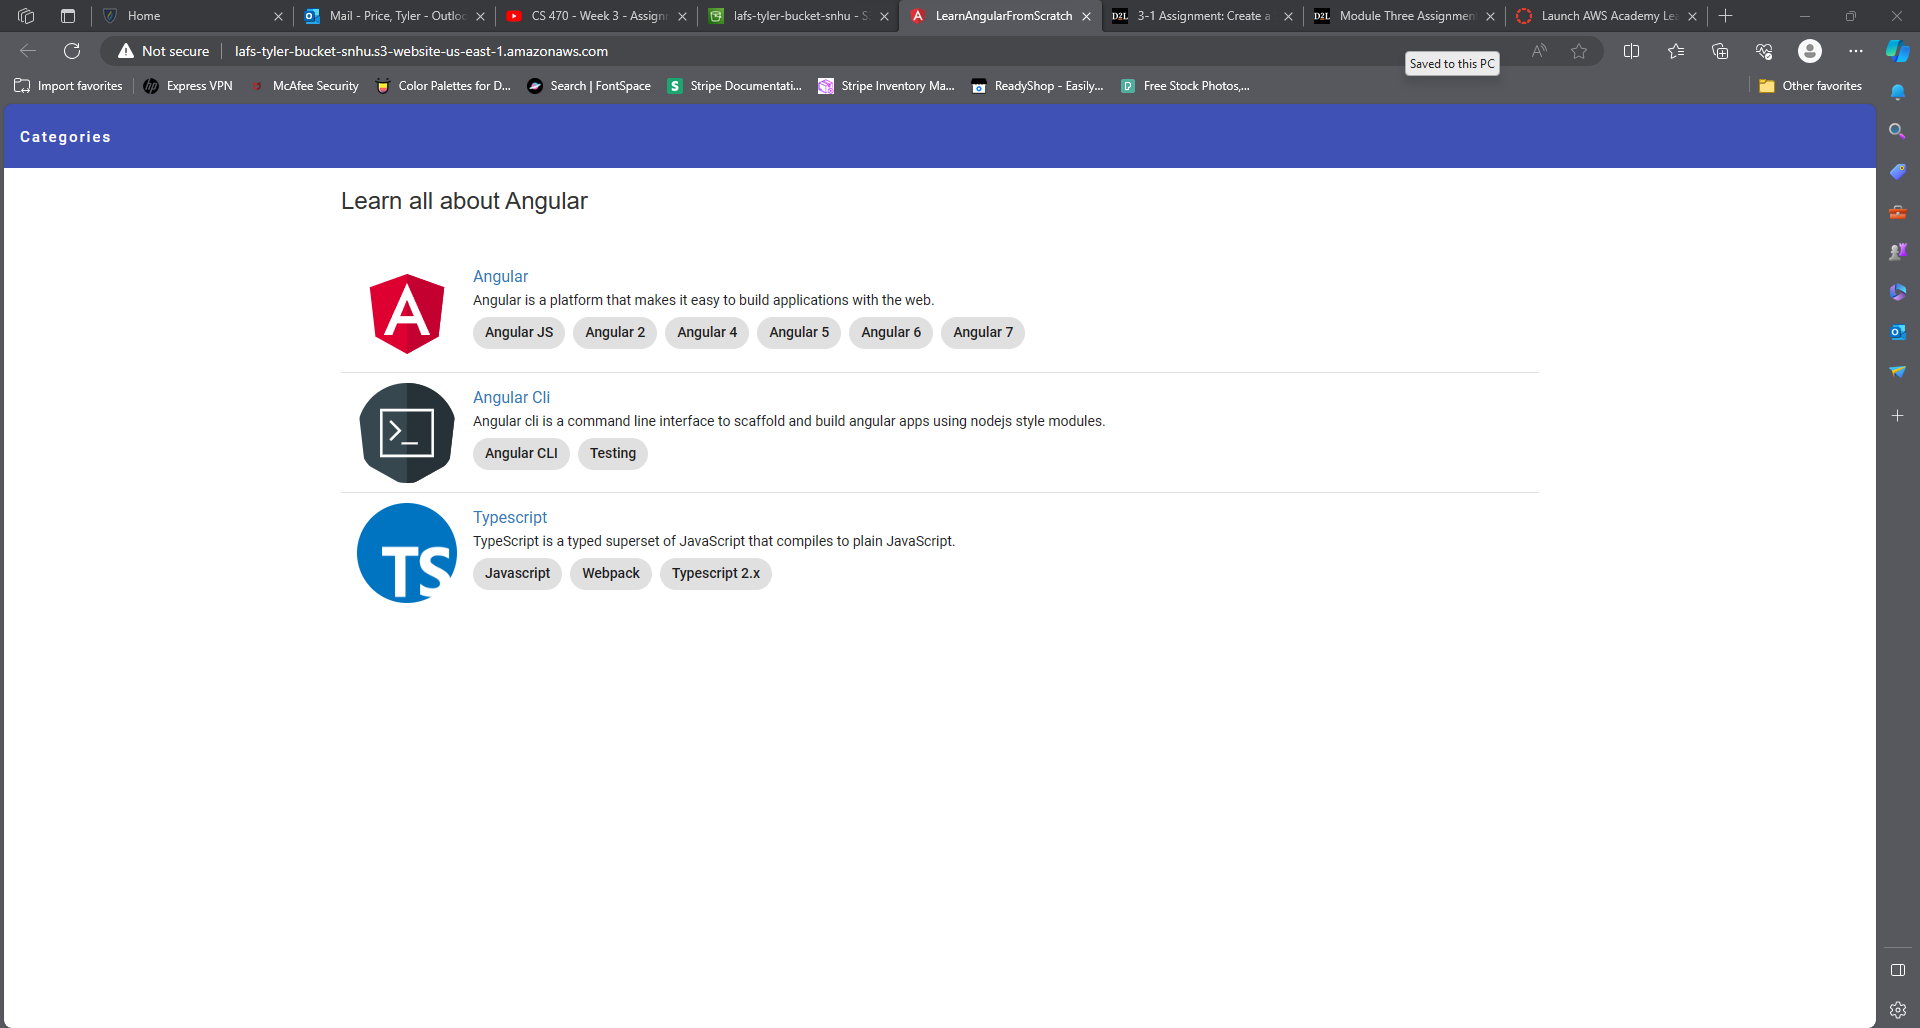 Home
Mail - Price, Tyler - Outloo
CS 470 - Week 3 - Assignm
lafs-tyler-bucket-snhu - S
LearnAngularFromScratch
D2L 3-1 Assignment: Create a
D2L Module Three Assignment
Launch AWS Academy Le
Not secure lafs-tyler-bucket-snhu.s3-website-us-east-1.amazonaws.com
Saved to this PC
Import favorites
Express VPN
McAfee Security
Color Palettes for D...
Search | FontSpace
S Stripe Documentati...
Stripe Inventory Ma...
ReadyShop - Easily...
Free Stock Photos,...
Other favorites
Categories
Learn all about Angular
A
Angular
Angular is a platform that makes it easy to build applications with the web.
Angular JS Angular 2 Angular 4 Angular 5 Angular 6 Angular 7
>_
Angular Cli
Angular cli is a command line interface to scaffold and build angular apps using nodejs style modules.
Angular CLI Testing
TS
Typescript
TypeScript is a typed superset of JavaScript that compiles to plain JavaScript.
Javascript Webpack Typescript 2.x